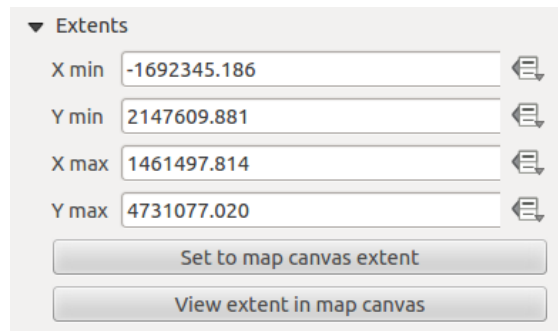 Extents
X min -1692345.186
Y min 2147609.881
X max 1461497.814
Y max 4731077.020
Set to map canvas extent
View extent in map canvas